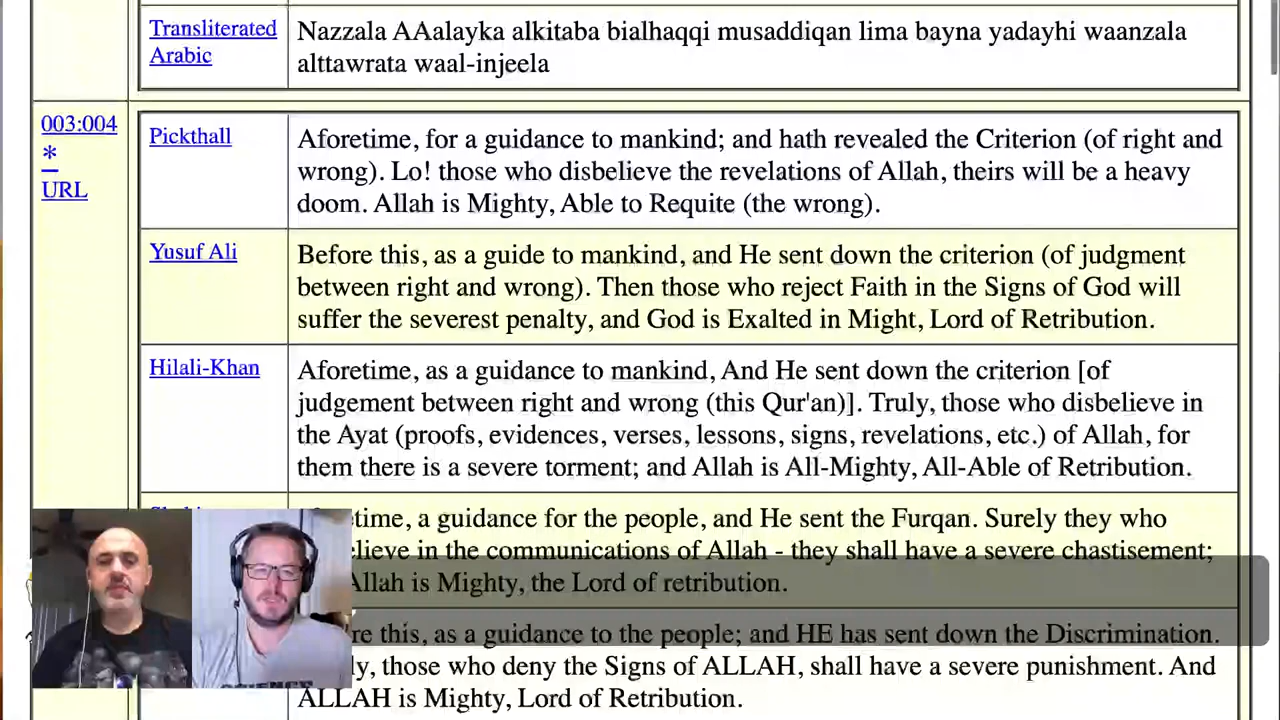 Transliterated
Arabic
Nazzala AAalayka alkitaba bialhaqqi musaddiqan lima bayna yadayhi waanzala
alttawrata waal-injeela
003:004
*
URL
Pickthall
Aforetime, for a guidance to mankind; and hath revealed the Criterion (of right and
wrong). Lo! those who disbelieve the revelations of Allah, theirs will be a heavy
doom. Allah is Mighty, Able to Requite (the wrong).
Yusuf Ali
Before this, as a guide to mankind, and He sent down the criterion (of judgment
between right and wrong). Then those who reject Faith in the Signs of God will
suffer the severest penalty, and God is Exalted in Might, Lord of Retribution.
Hilali-Khan
Aforetime, as a guidance to mankind, And He sent down the criterion [of
judgement between right and wrong (this Qur'an)]. Truly, those who disbelieve in
the Ayat (proofs, evidences, verses, lessons, signs, revelations, etc.) of Allah, for
them there is a severe torment; and Allah is All-Mighty, All-Able of Retribution.
time, a guidance for the people, and He sent the Furqan. Surely they who
elieve in the communications of Allah - they shall have a severe chastisement;
Allah is Mighty, the Lord of retribution.
re this, as a guidance to the people; and HE has sent down the Discrimination.
ly, those who deny the Signs of ALLAH, shall have a severe punishment. And
ALLAH is Mighty, Lord of Retribution.